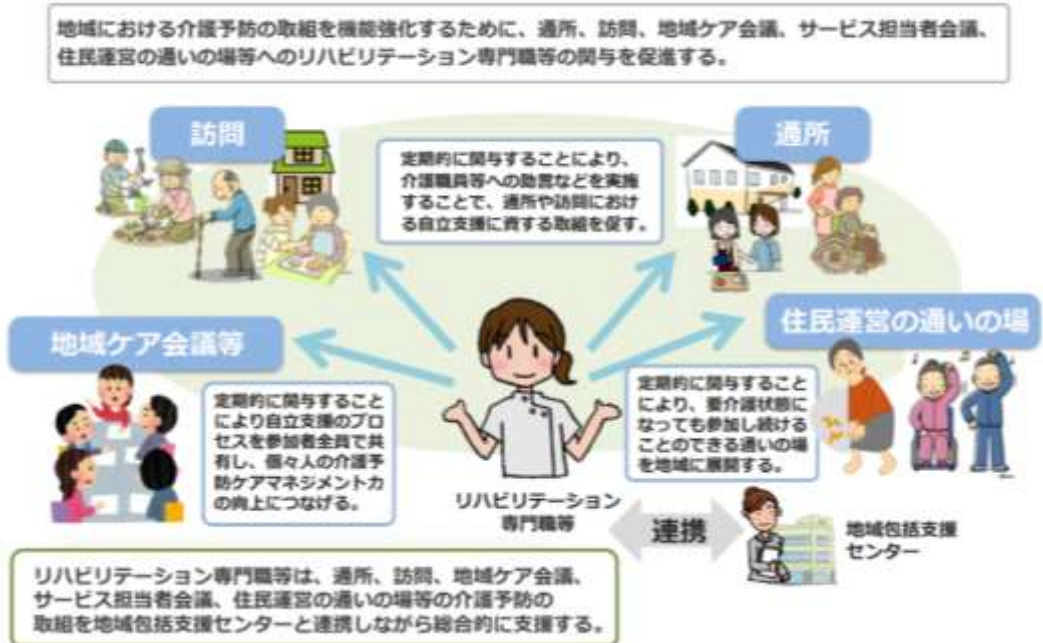 地域における介護予防の取組を機能強化するために、通所、訪問、地域ケア会議、サービス担当者会議、
住民運営の通いの場等へのリハビリテーション専門職等の関与を促進する。
訪問
通所
定期的に関与することにより、
介護職員等への助言などを実施
することで、通所や訪問におけ
る自立支援に資する取組を促す。
地域ケア会議等
住民運営の通いの場
定期的に関与すること
により自立支援のプロ
セスを参加者全員で共
有し、個々人の介護予
防ケアマネジメント力
の向上につなげる。
定期的に関与すること
により、要介護状態に
なっても参加し続ける
ことのできる通いの場
を地域に展開する。
リハビリテーション
専門職等
連携
地域包括支援
センター
リハビリテーション専門職等は、通所、訪問、地域ケア会議、
サービス担当者会議、住民運営の通いの場等の介護予防の
取組を地域包括支援センターと連携しながら総合的に支援する。